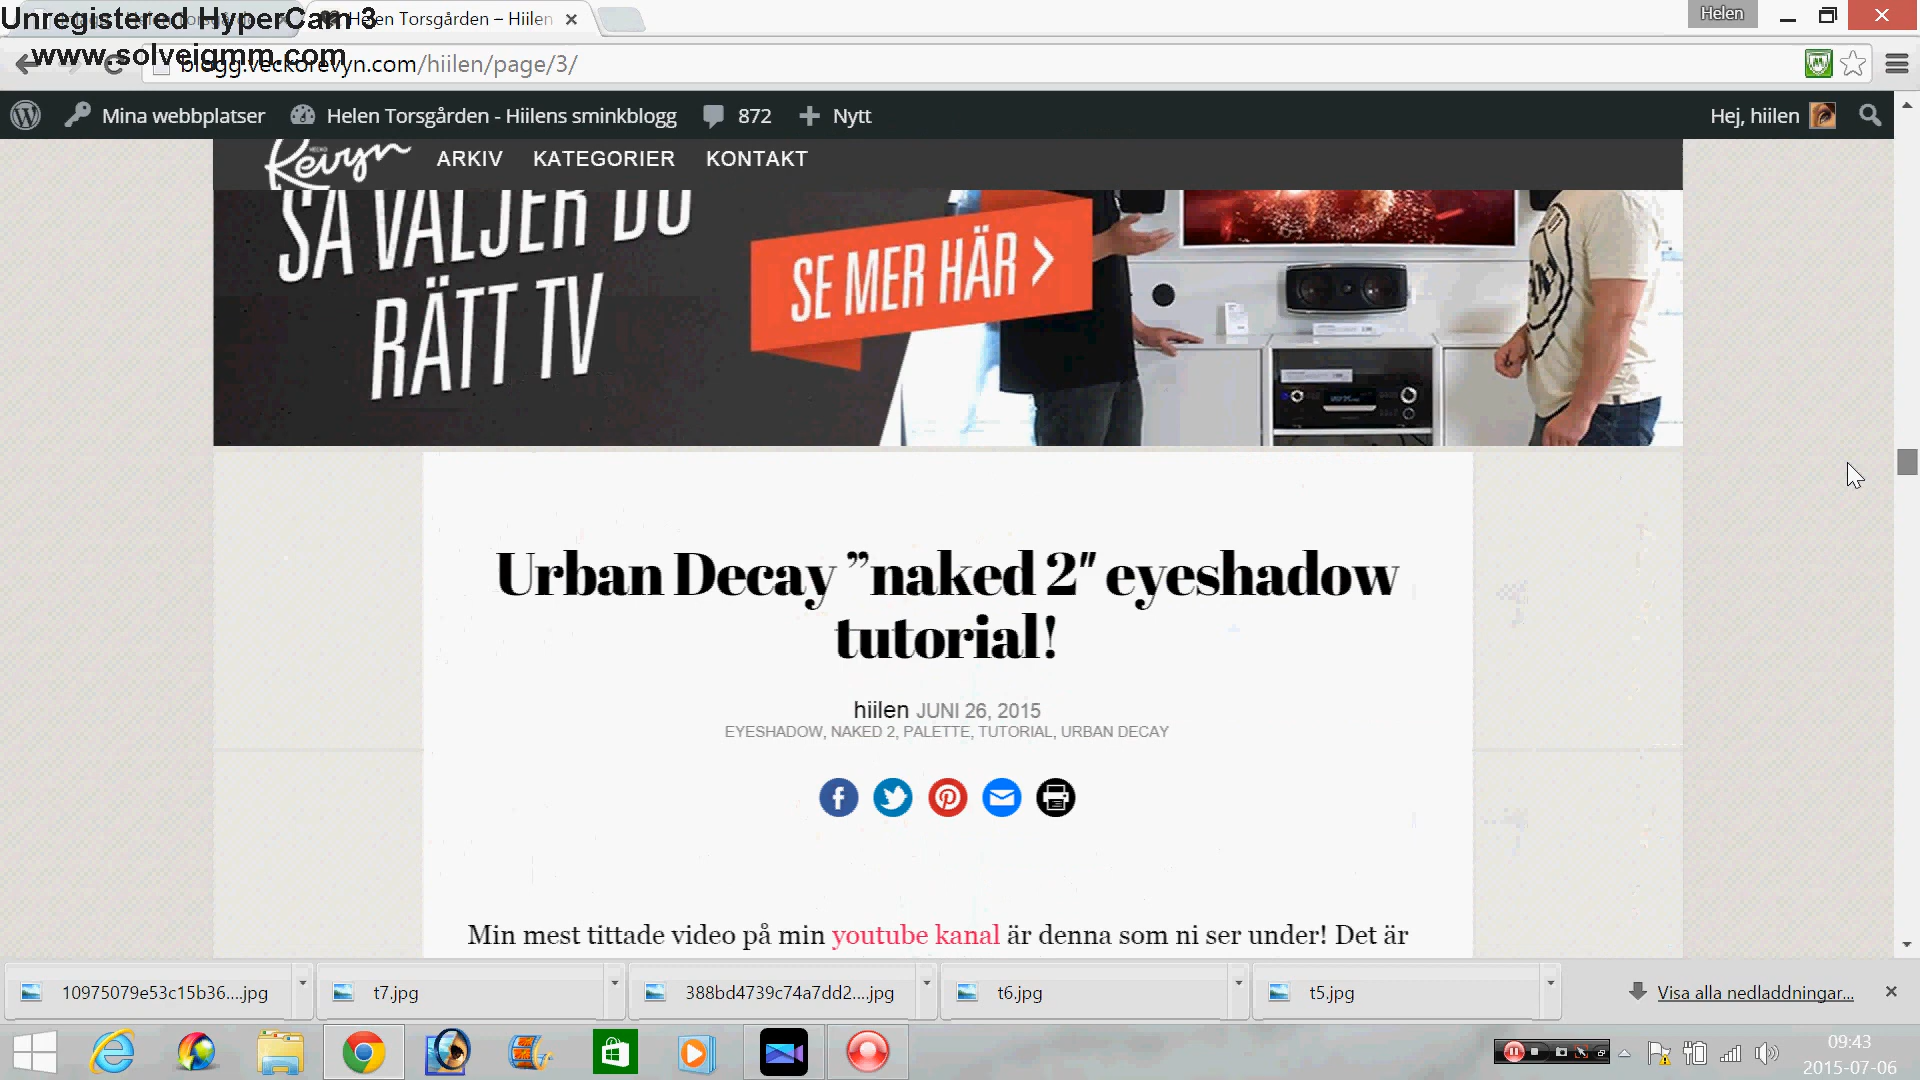 Unregistered HyperCam 3
www.solveigmm.com
Helen Torsgården – Hiilen
Helen
blogg.veckorevyn.com/hiilen/page/3/
Mina webbplatser
Helen Torsgården - Hiilens sminkblogg
872
Nytt
Hej, hiilen
VECKO
Revyn
ARKIV
KATEGORIER
KONTAKT
SÅ VÄLJER DU
RÄTT TV
SE MER HÄR >
Urban Decay ”naked 2″ eyeshadow
tutorial!
hiilen JUNI 26, 2015
EYESHADOW, NAKED 2, PALETTE, TUTORIAL, URBAN DECAY
Min mest tittade video på min youtube kanal är denna som ni ser under! Det är
10975079e53c15b36....jpg
t7.jpg
388bd4739c74a7dd2....jpg
t6.jpg
t5.jpg
Visa alla nedladdningar...
09:43
2015-07-06